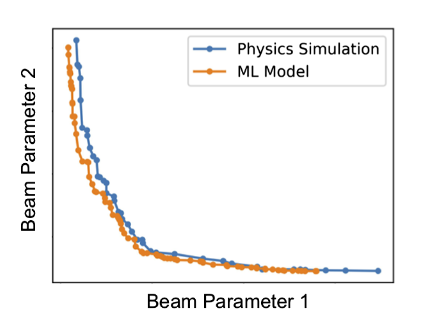 Physics Simulation
ML Model
Beam Parameter 2
Beam Parameter 1